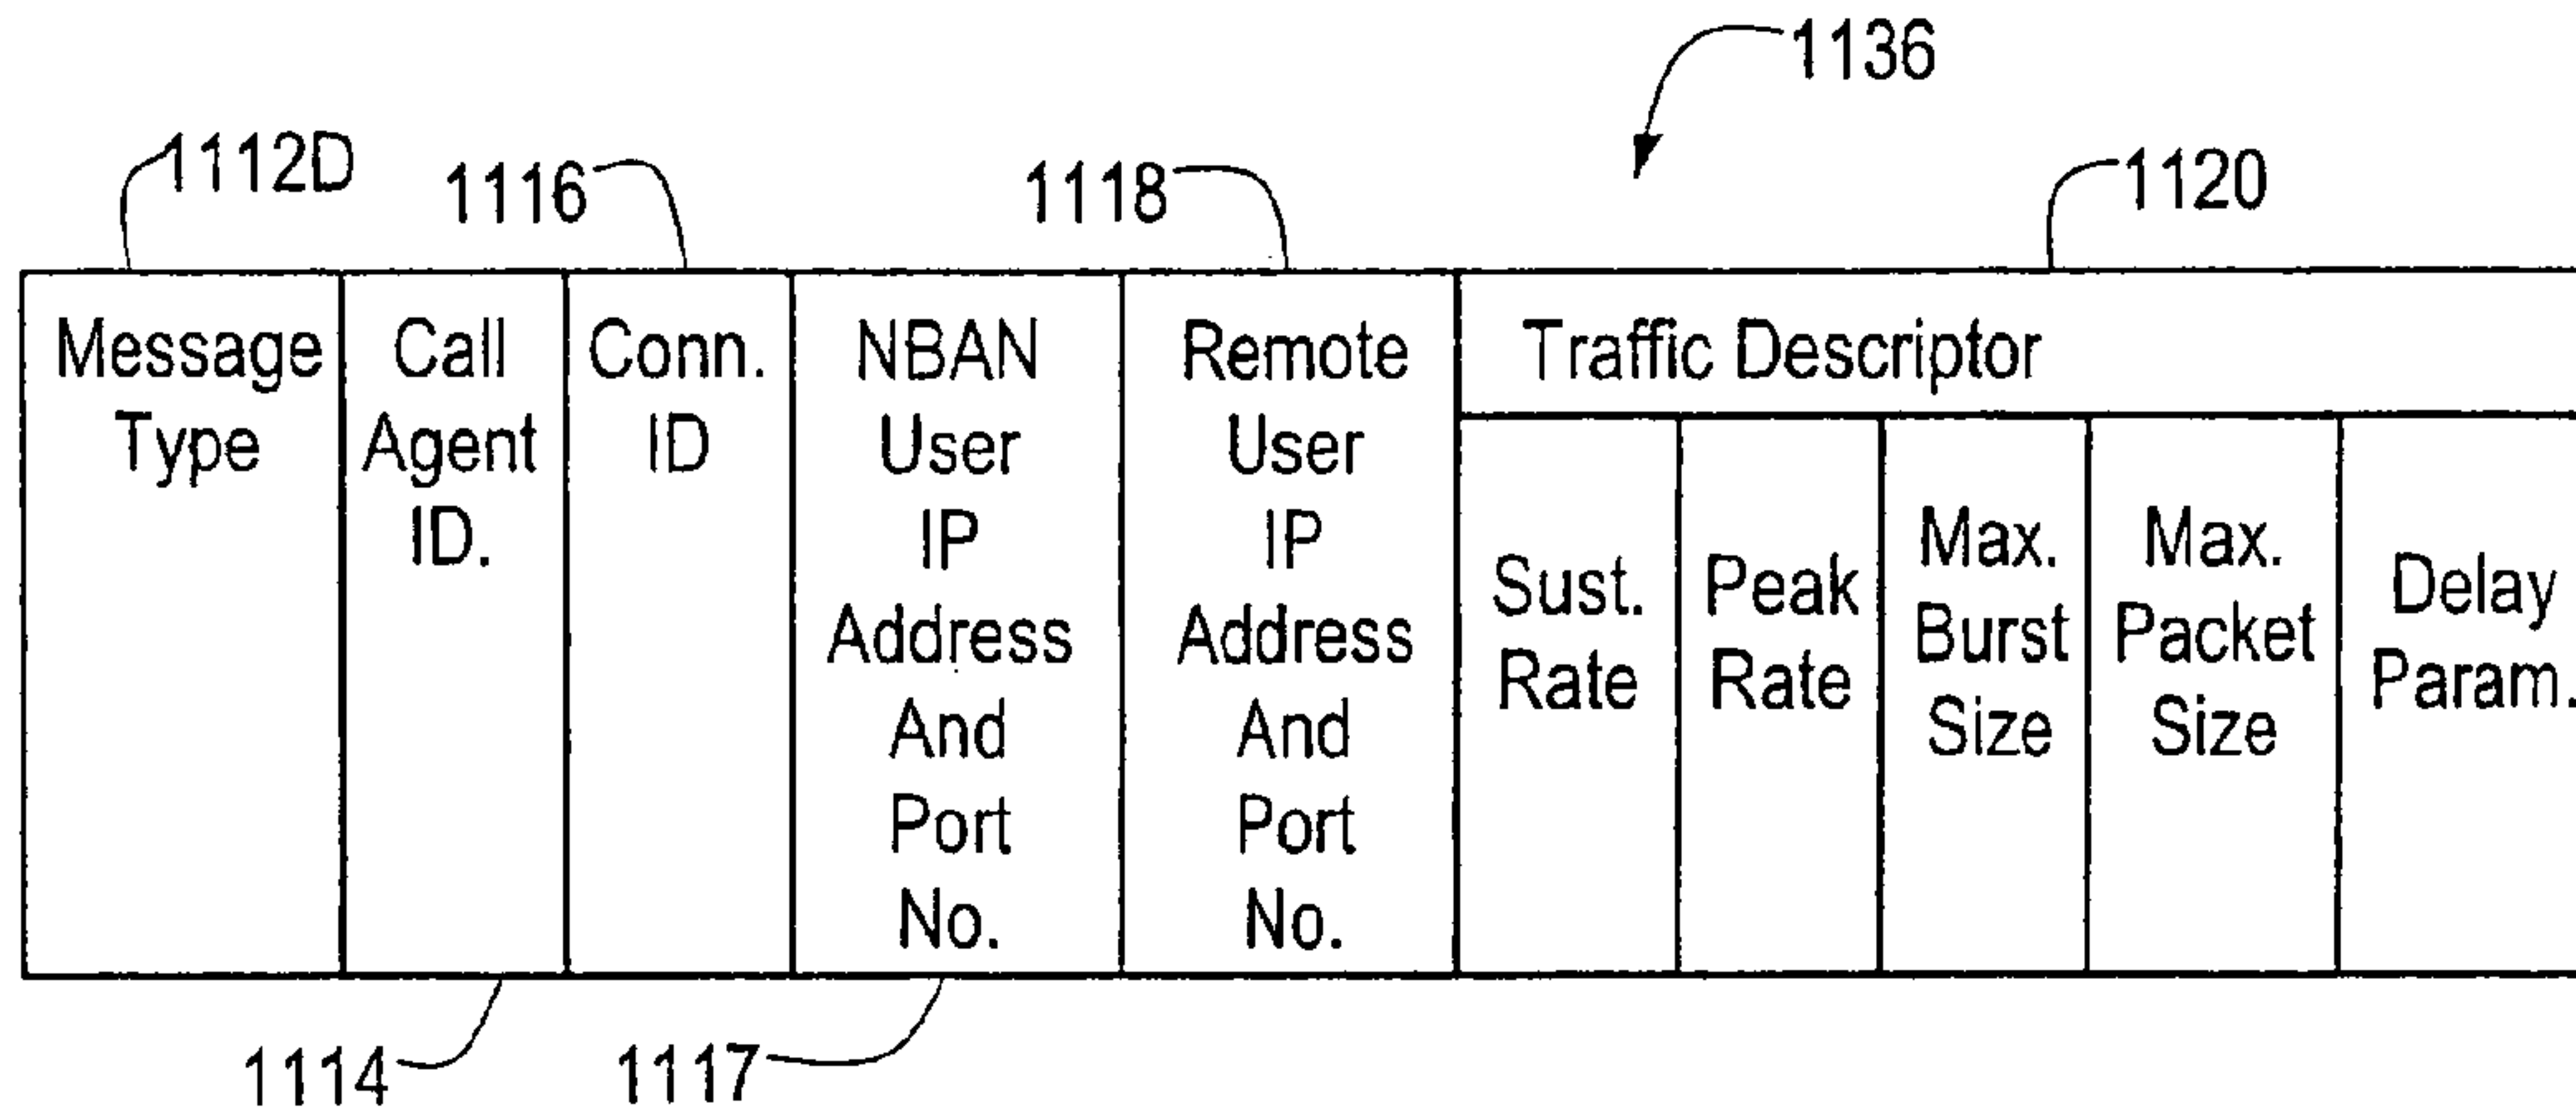 1136
1112D
1116
1118
1120
Message
Type
Call
Agent
ID.
Conn.
ID
NBAN
User
IP
Address
And
Port
No.
Remote
User
IP
Address
And
Port
No.
Traffic Descriptor
Sust.
Rate
Peak
Rate
Max.
Burst
Size
Max.
Packet
Size
Delay
Param.
1114
1117